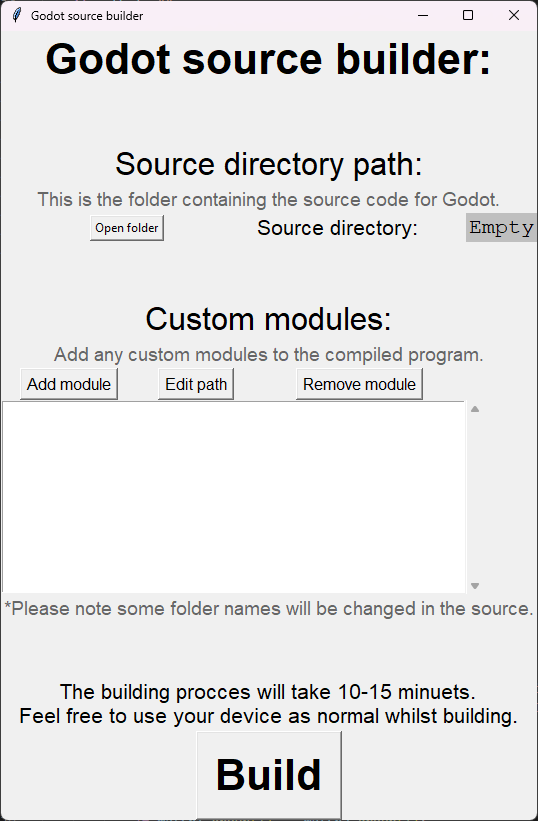 Godot source builder
Godot source builder:
Source directory path:
This is the folder containing the source code for Godot.
Open folder Source directory: Empty
Custom modules:
Add any custom modules to the compiled program.
Add module Edit path Remove module
*Please note some folder names will be changed in the source.
The building procces will take 10-15 minuets.
Feel free to use your device as normal whilst building.
Build